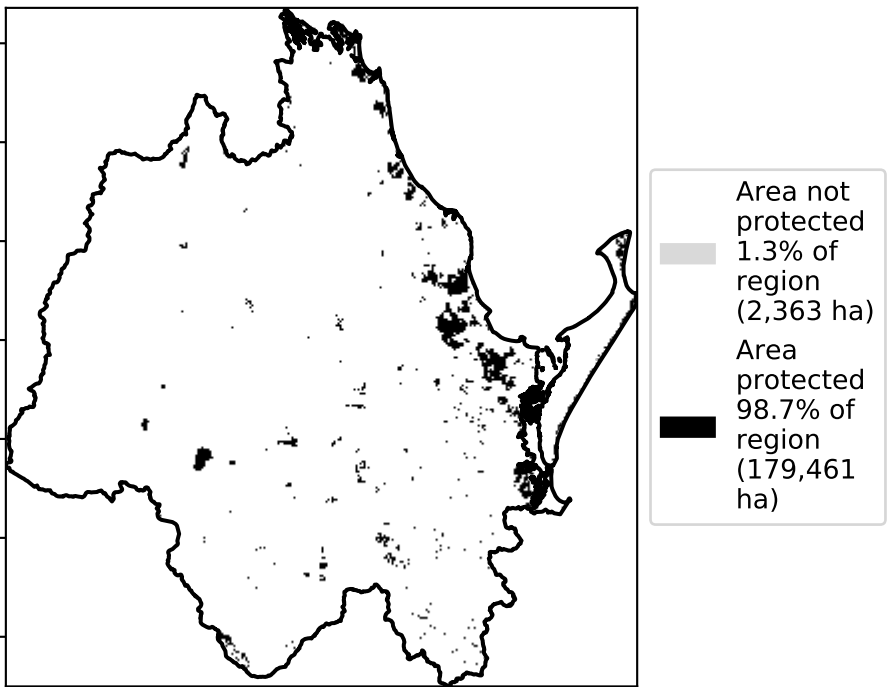 Area not
protected
1.3% of
region
(2,363 ha)
Area
protected
98.7% of
region
(179,461
ha)